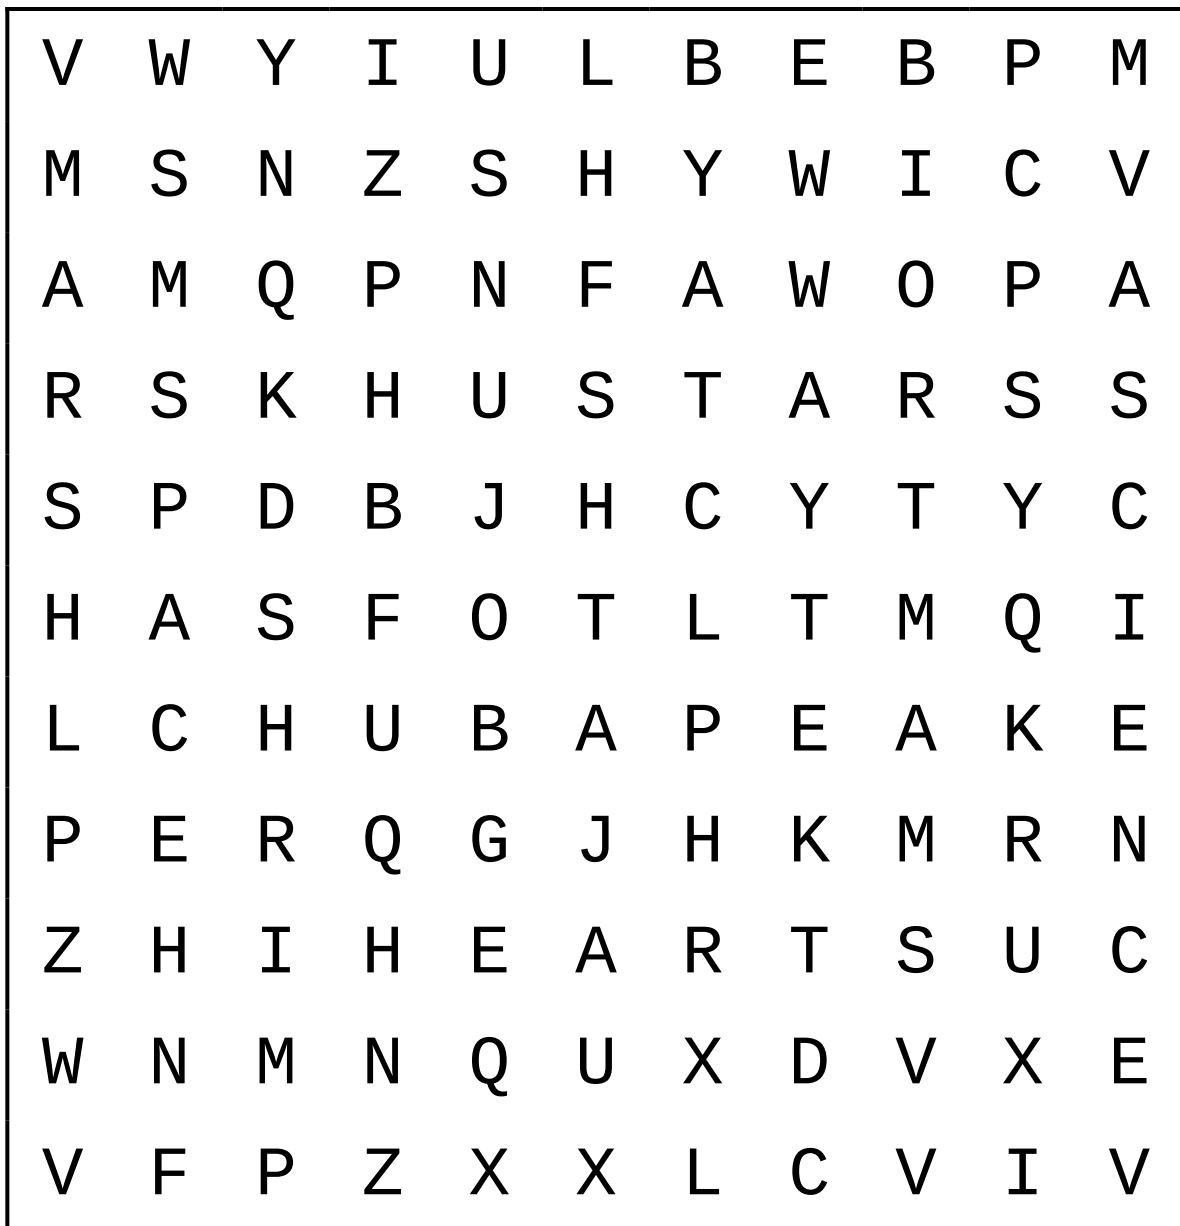 V W Y I U L B E B P M
M S N Z S H Y W I C V
A M Q P N F A W O P A
R S K H U S T A R S S
S P D B J H C Y T Y C
H A S F O T L T M Q I
L C H U B A P E A K E
P E R Q G J H K M R N
Z H I H E A R T S U C
W N M N Q U X D V X E
V F P Z X X L C V I V